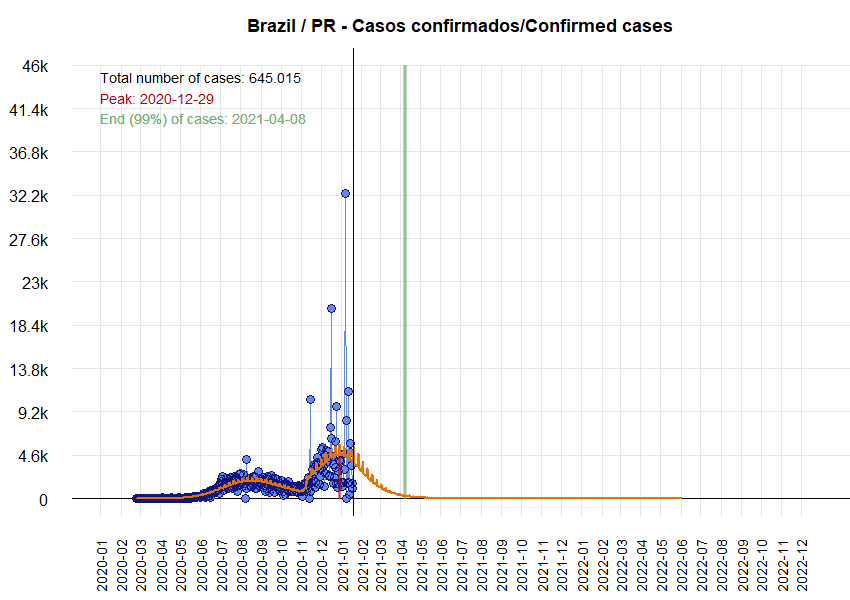 Brazil / PR - Casos confirmados/Confirmed cases
Total number of cases: 645.015
Peak: 2020-12-29
End (99%) of cases: 2021-04-08
46k
41.4k
36.8k
32.2k
27.6k
23k
18.4k
13.8k
9.2k
4.6k
0
2020-01
2020-02
2020-03
2020-04
2020-05
2020-06
2020-07
2020-08
2020-09
2020-10
2020-11
2020-12
2021-01
2021-02
2021-03
2021-04
2021-05
2021-06
2021-07
2021-08
2021-09
2021-10
2021-11
2021-12
2022-01
2022-02
2022-03
2022-04
2022-05
2022-06
2022-07
2022-08
2022-09
2022-10
2022-11
2022-12